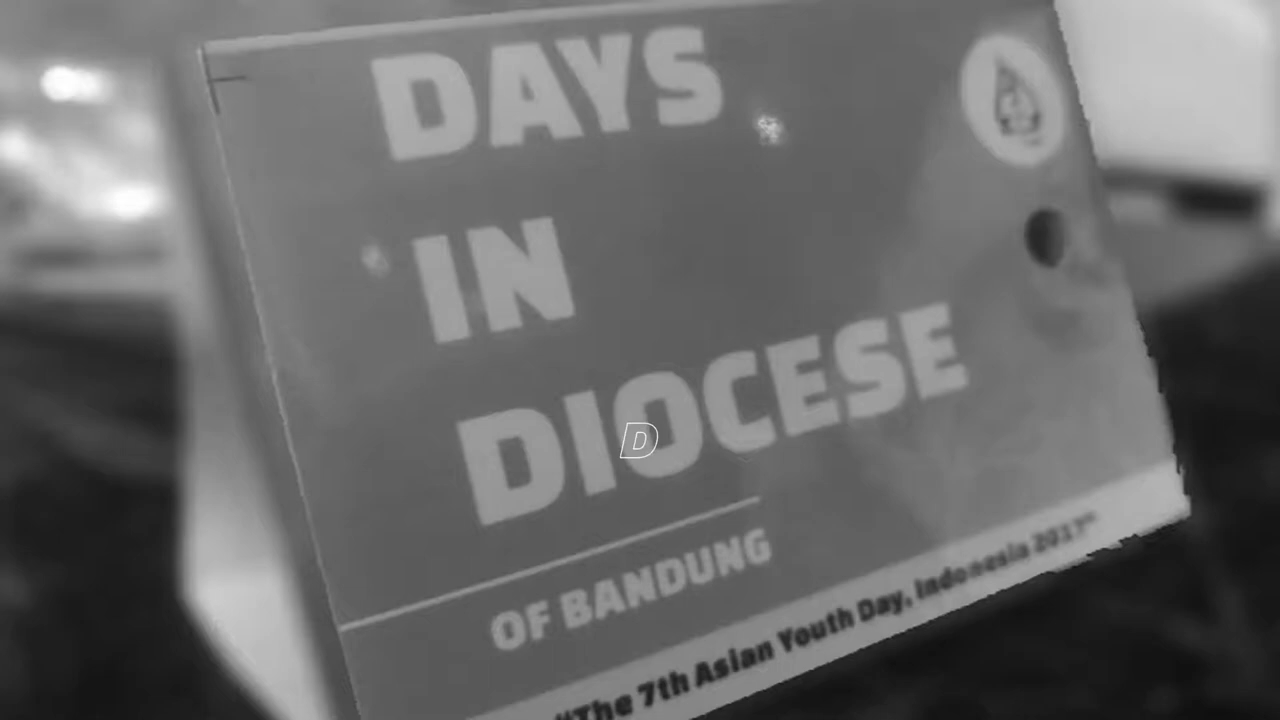 DAYS
IN
DIOCESE
D
OF BANDUNG
"The 7th Asian Youth Day, Indonesia 2017"